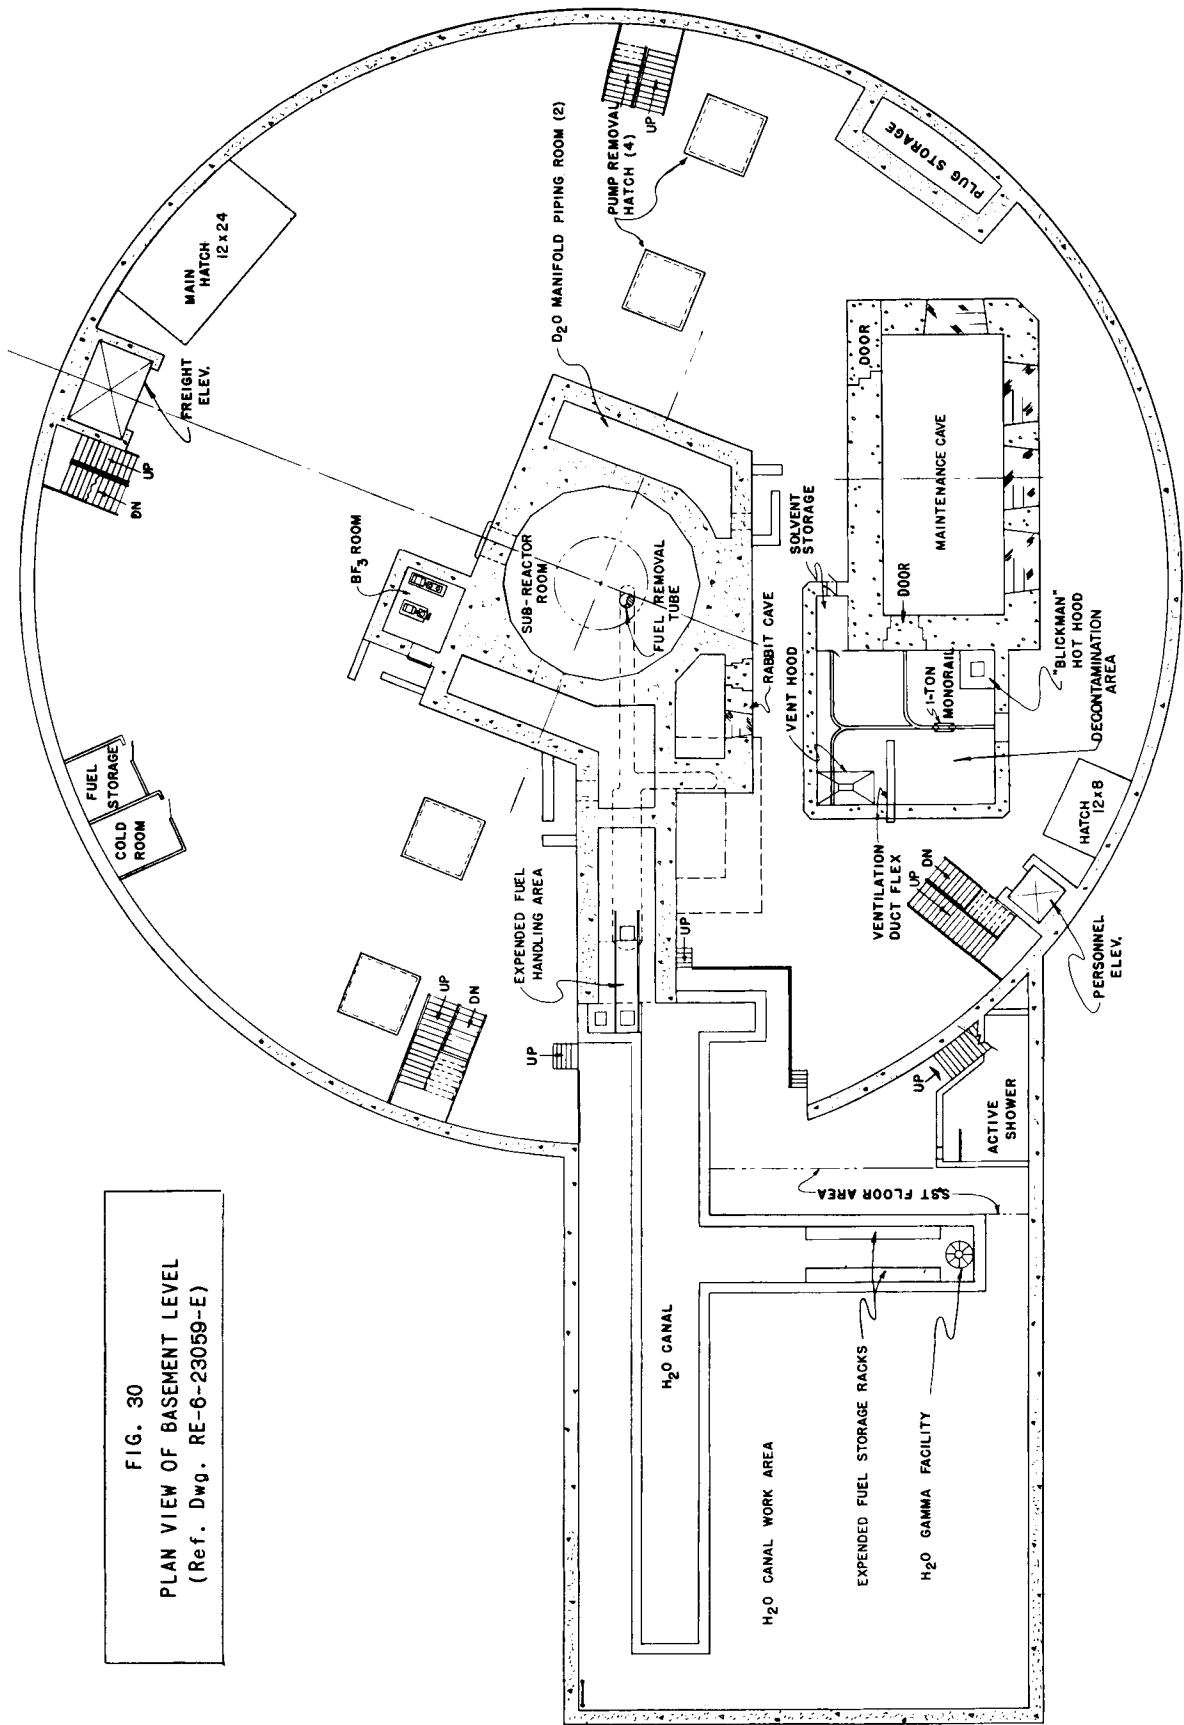 FIG. 30
PLAN VIEW OF BASEMENT LEVEL
(Ref. Dwg. RE-6-23059-E)
FUEL
STORAGE
COLD
ROOM
DN
UP
FREIGHT
ELEV.
MAIN
HATCH
12 x 24
BF3 ROOM
SUB-REACTOR
ROOM
FUEL REMOVAL
TUBE
D2O MANIFOLD PIPING ROOM (2)
PUMP REMOVAL
HATCH (4)
UP
PLUG STORAGE
UP
DN
UP
EXPENDED FUEL
HANDLING AREA
UP
RABBIT CAVE
SOLVENT
STORAGE
DOOR
MAINTENANCE CAVE
DOOR
VENT HOOD
1-TON
MONORAIL
"BLICKMAN"
HOT HOOD
DECONTAMINATION
AREA
VENTILATION
DUCT FLEX
UP
DN
HATCH
12 x 8
PERSONNEL
ELEV.
UP
ACTIVE
SHOWER
SST FLOOR AREA
H2O CANAL
H2O CANAL WORK AREA
EXPENDED FUEL STORAGE RACKS
H2O GAMMA FACILITY